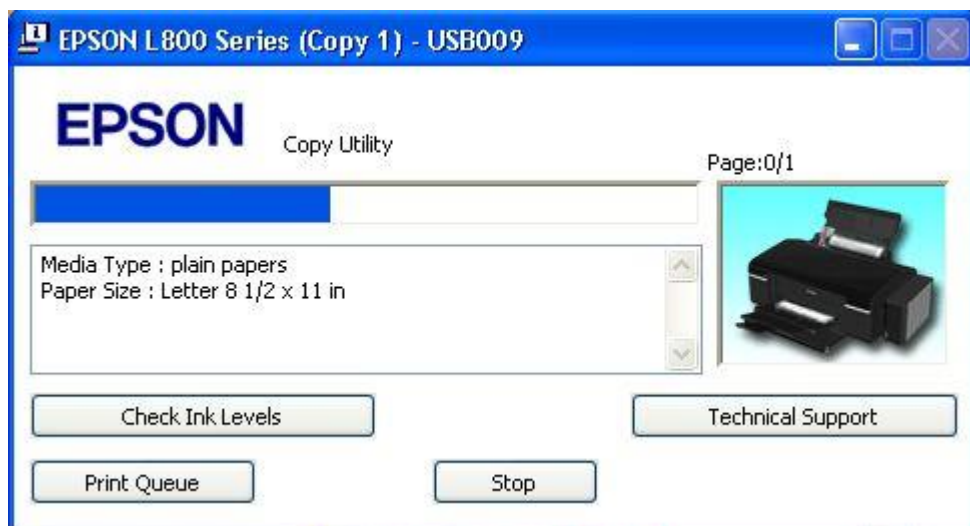 EPSON L800 Series (Copy 1) - USB009
EPSON
Copy Utility
Page:0/1
Media Type : plain papers
Paper Size : Letter 8 1/2 x 11 in
Check Ink Levels
Technical Support
Print Queue
Stop